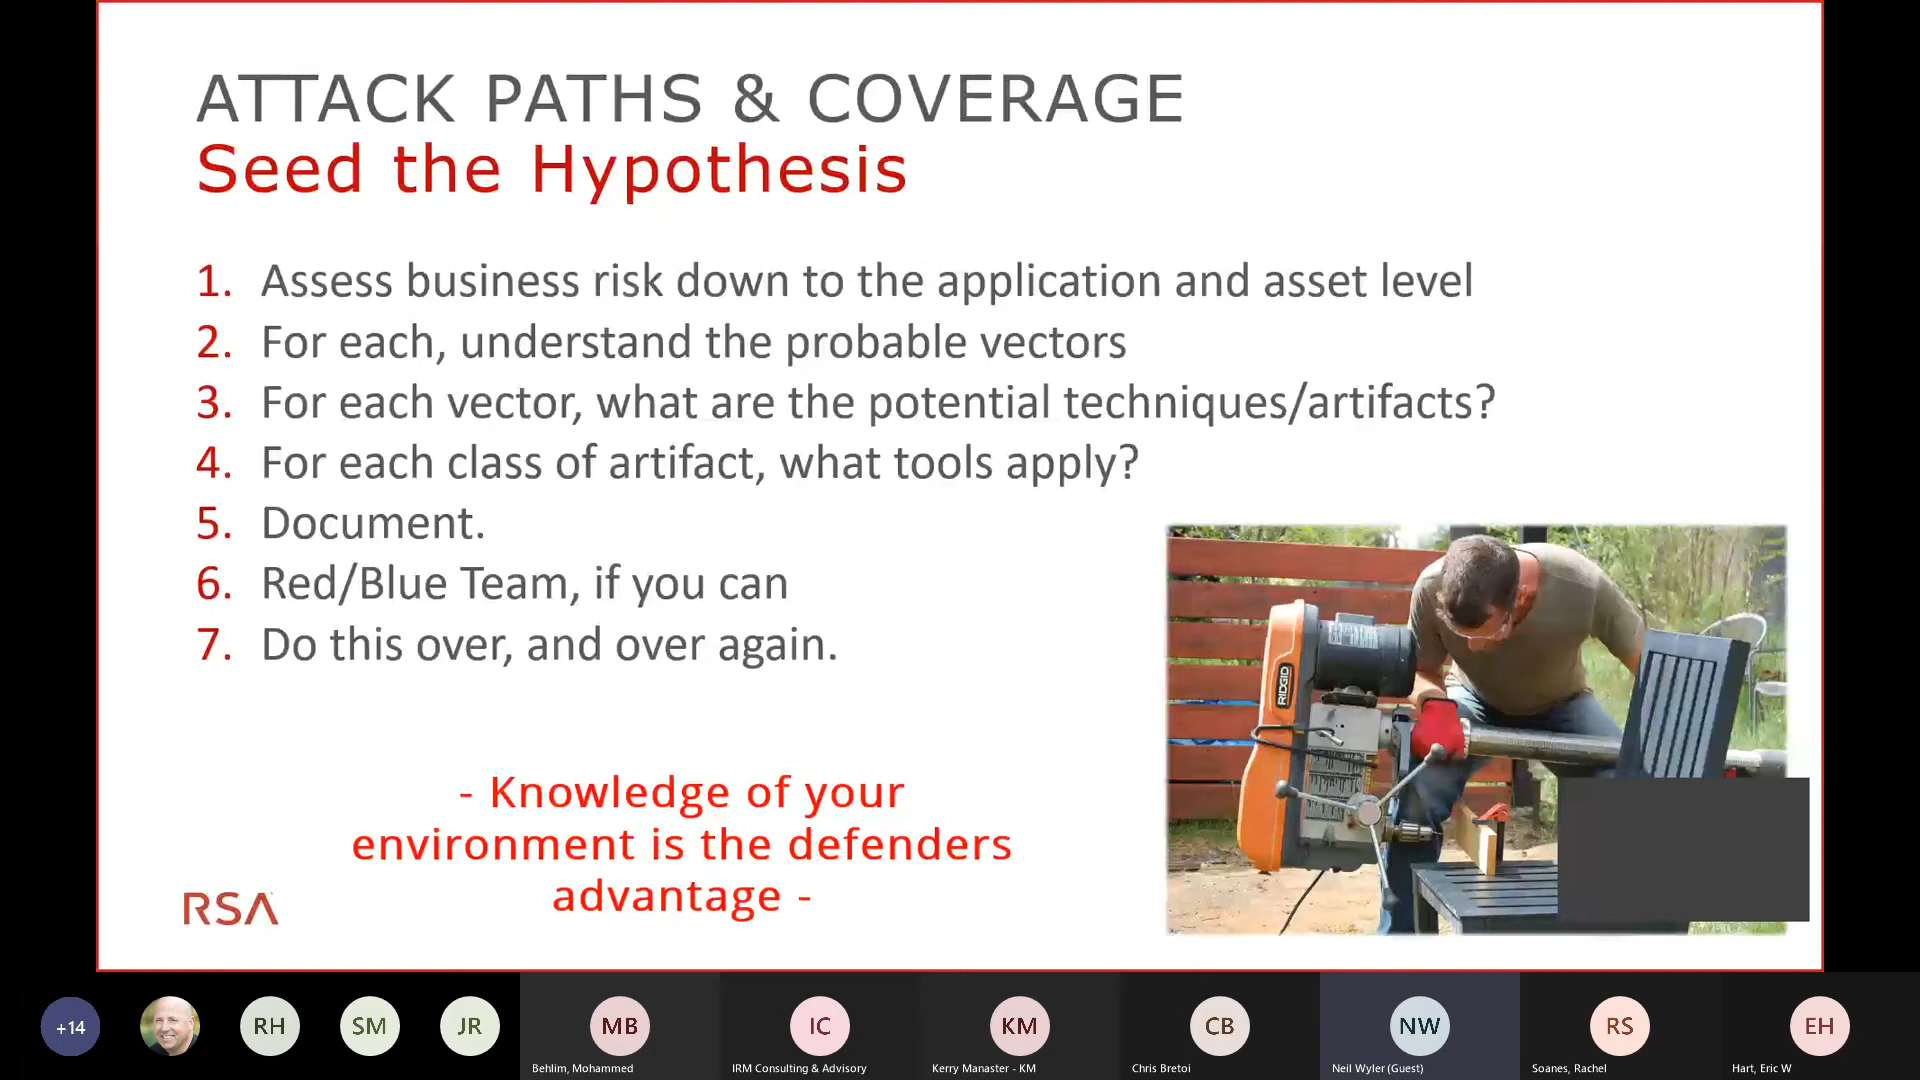 ATTACK PATHS & COVERAGE
Seed the Hypothesis
1. Assess business risk down to the application and asset level
2. For each, understand the probable vectors
3. For each vector, what are the potential techniques/artifacts?
4. For each class of artifact, what tools apply?
5. Document.
6. Red/Blue Team, if you can
7. Do this over, and over again.
RIDGID
- Knowledge of your
environment is the defenders
advantage -
RSA
+14
RH
SM
JR
MB
IC
KM
CB
NW
RS
EH
Behlim, Mohammed
IRM Consulting & Advisory
Kerry Manaster - KM
Chris Bretoi
Neil Wyler (Guest)
Soanes, Rachel
Hart, Eric W